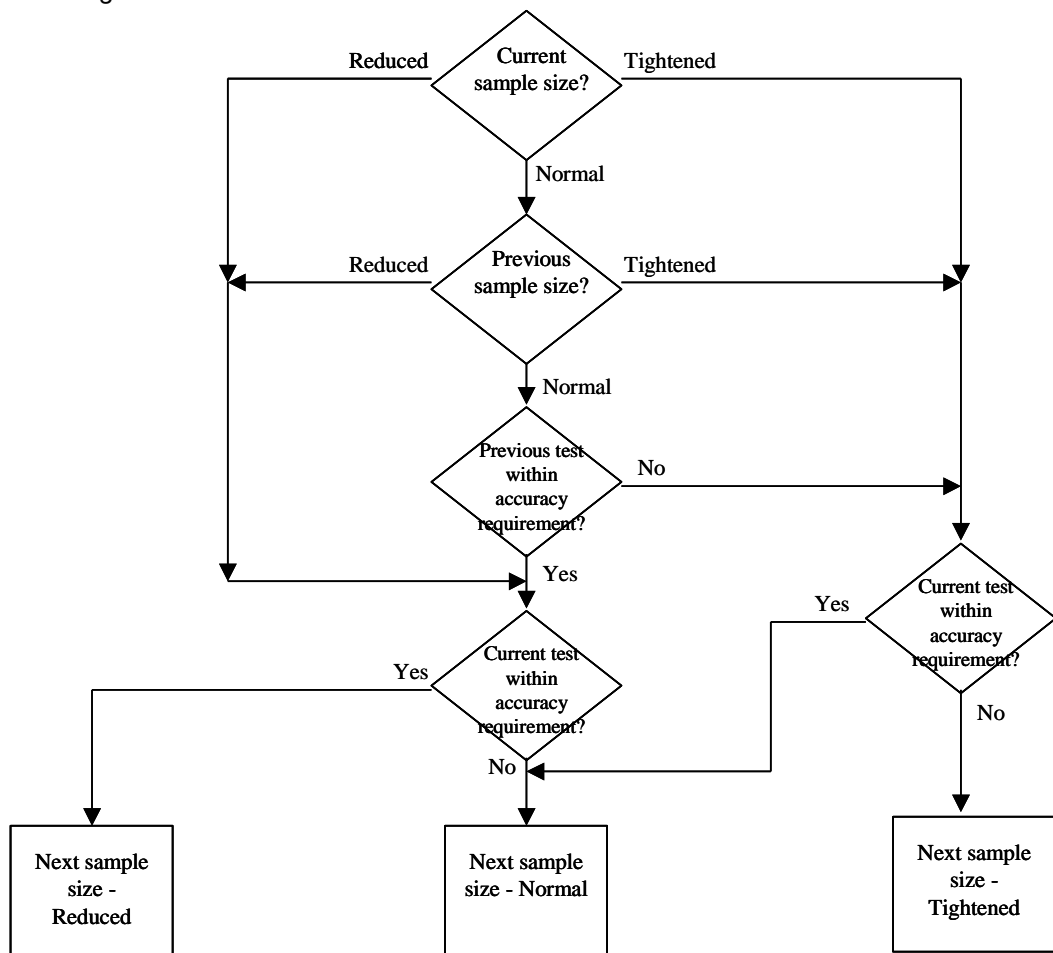 Reduced
Current
sample size?
Tightened
Normal
Reduced
Previous
sample size?
Tightened
Normal
Previous test
within
accuracy
requirement?
No
Yes
Yes
Current test
within
accuracy
requirement?
Yes
Current test
within
accuracy
requirement?
No
No
Next sample
size -
Reduced
Next sample
size - Normal
Next sample
size -
Tightened